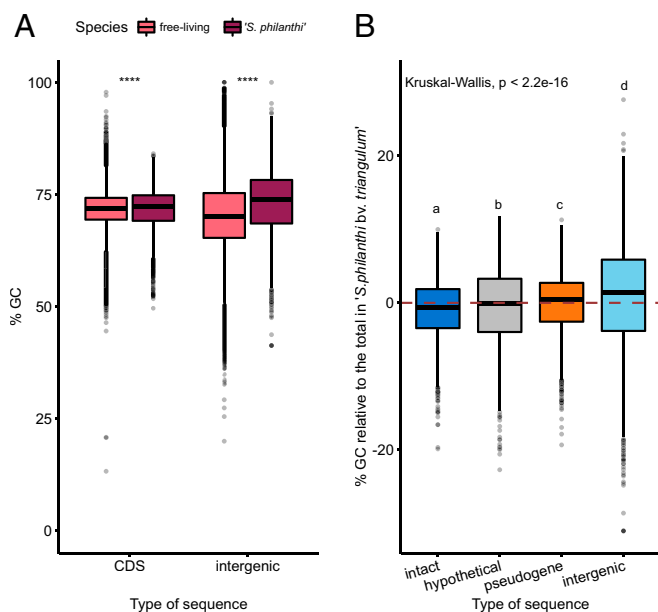 A
Species free-living 'S. philanthi'
**** ****
100
75
50
25
0
% GC
CDS intergenic
Type of sequence
B
Kruskal-Wallis, p < 2.2e-16
a b c d
20
0
-20
% GC relative to the total in 'S.philanthi bv. triangulum'
intact hypothetical pseudogene intergenic
Type of sequence